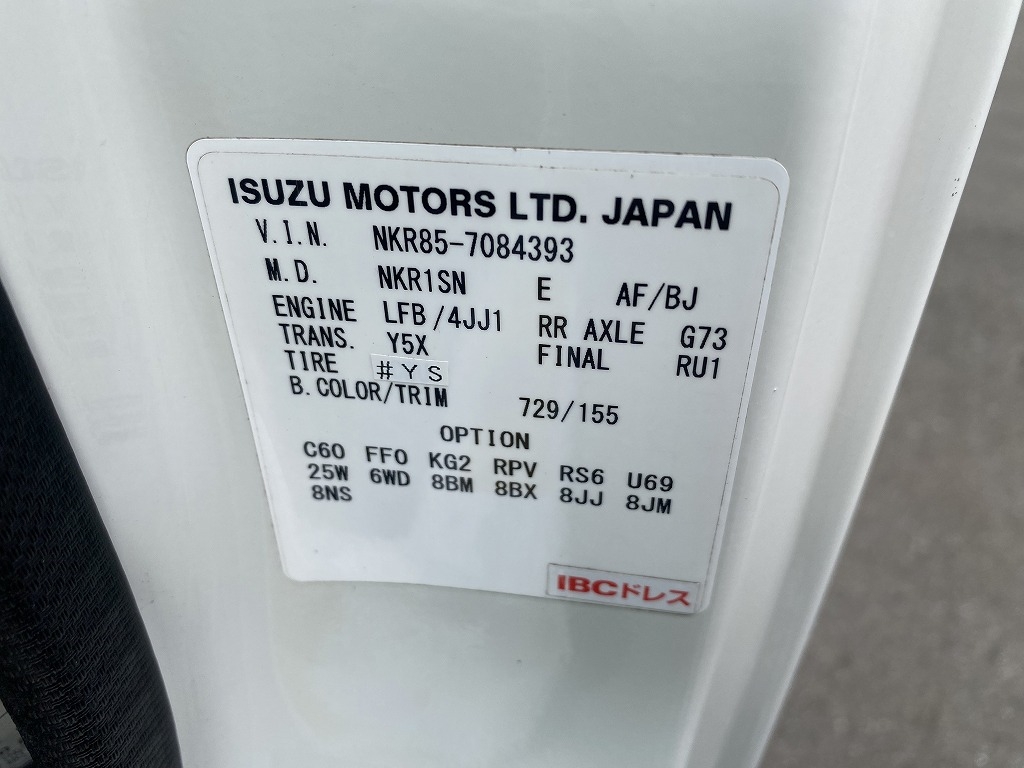 ISUZU MOTORS LTD. JAPAN
V.I.N. NKR85-7084393
M.D. NKR1SN E AF/BJ
ENGINE LFB/4JJ1 RR AXLE G73
TRANS. Y5X FINAL RU1
TIRE #YS
B.COLOR/TRIM 729/155
OPTION
C60 FF0 KG2 RPV RS6 U69
25W 6WD 8BM 8BX 8JJ 8JM
8NS
IBCドレス